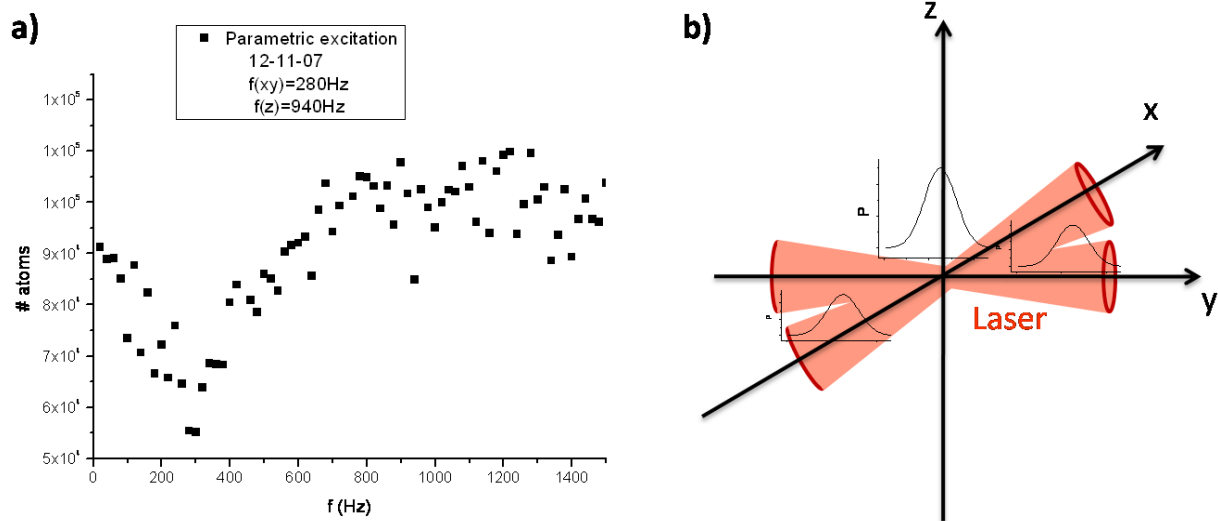 a)
Parametric excitation
12-11-07
f(xy)=280Hz
f(z)=940Hz
1x10⁵
1x10⁵
1x10⁵
9x10⁴
8x10⁴
7x10⁴
6x10⁴
5x10⁴
# atoms
0 200 400 600 800 1000 1200 1400
f (Hz)
b)
z
x
y
P
P
Laser